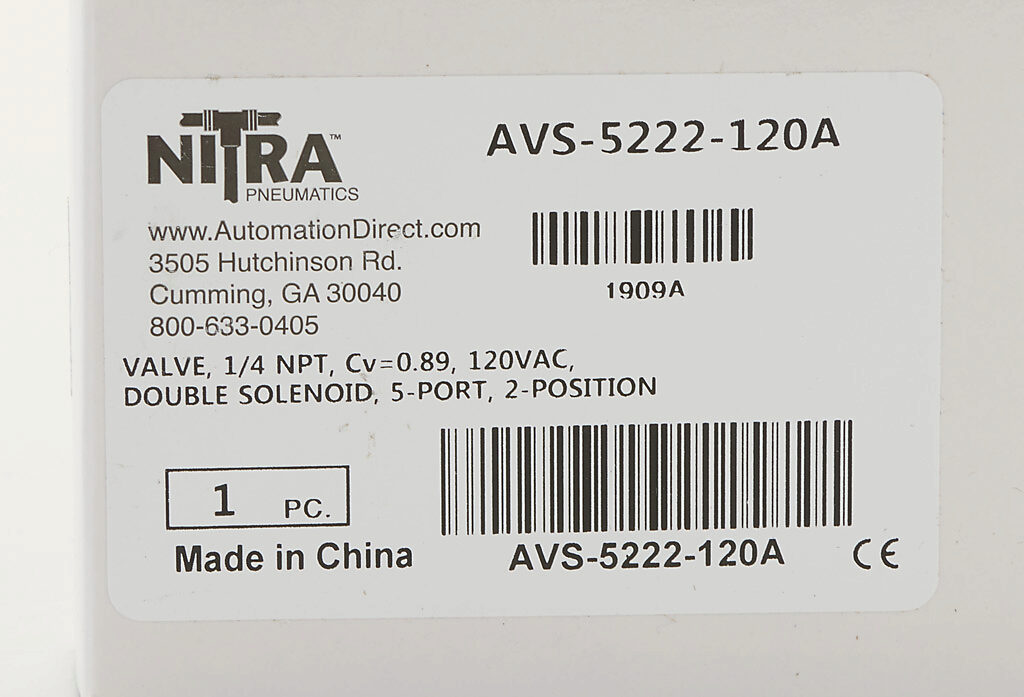 NITRA™
PNEUMATICS
AVS-5222-120A
www.AutomationDirect.com
3505 Hutchinson Rd.
Cumming, GA 30040
800-633-0405
1909A
VALVE, 1/4 NPT, Cv=0.89, 120VAC,
DOUBLE SOLENOID, 5-PORT, 2-POSITION
1 PC.
Made in China
AVS-5222-120A
CE